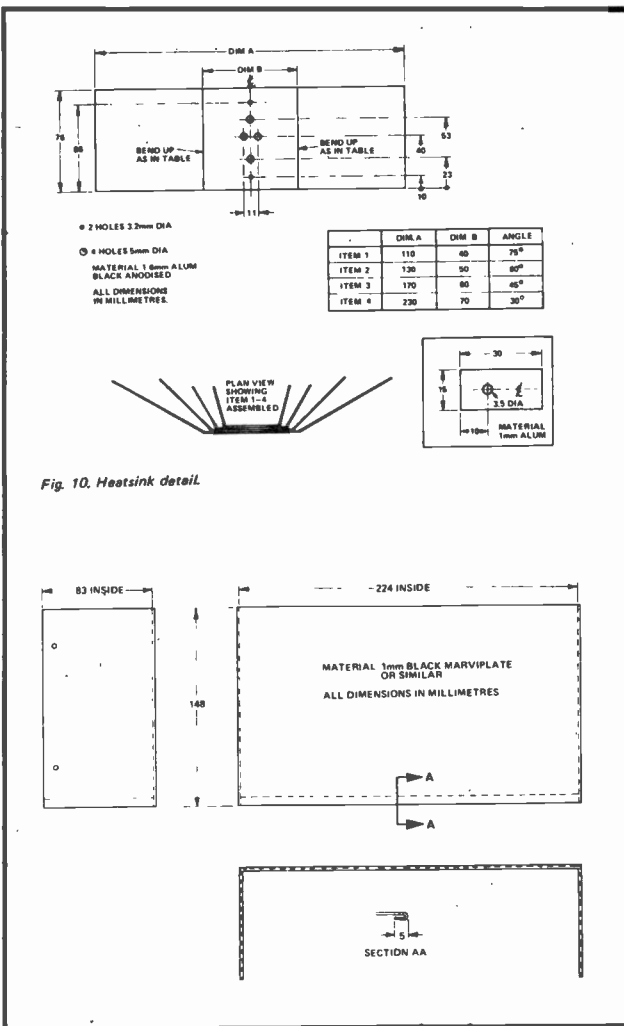 DIM A
DIM B
BEND UP
AS IN TABLE
BEND UP
AS IN TABLE
53
40
23
10
11
2 HOLES 3.2mm DIA
4 HOLES 5mm DIA
MATERIAL 1.6mm ALUM
BLACK ANODISED
ALL DIMENSIONS
IN MILLIMETRES.
DIM.A DIM B ANGLE
ITEM 1 110 40 75°
ITEM 2 130 50 60°
ITEM 3 170 60 45°
ITEM 4 230 70 30°
PLAN VIEW
SHOWING
ITEM 1-4
ASSEMBLED
30
3.5 DIA
10
MATERIAL
1mm ALUM
Fig. 10. Heatsink detail.
83 INSIDE
224 INSIDE
148
MATERIAL 1mm BLACK MARVIPLATE
OR SIMILAR
ALL DIMENSIONS IN MILLIMETRES
A
A
5
SECTION AA